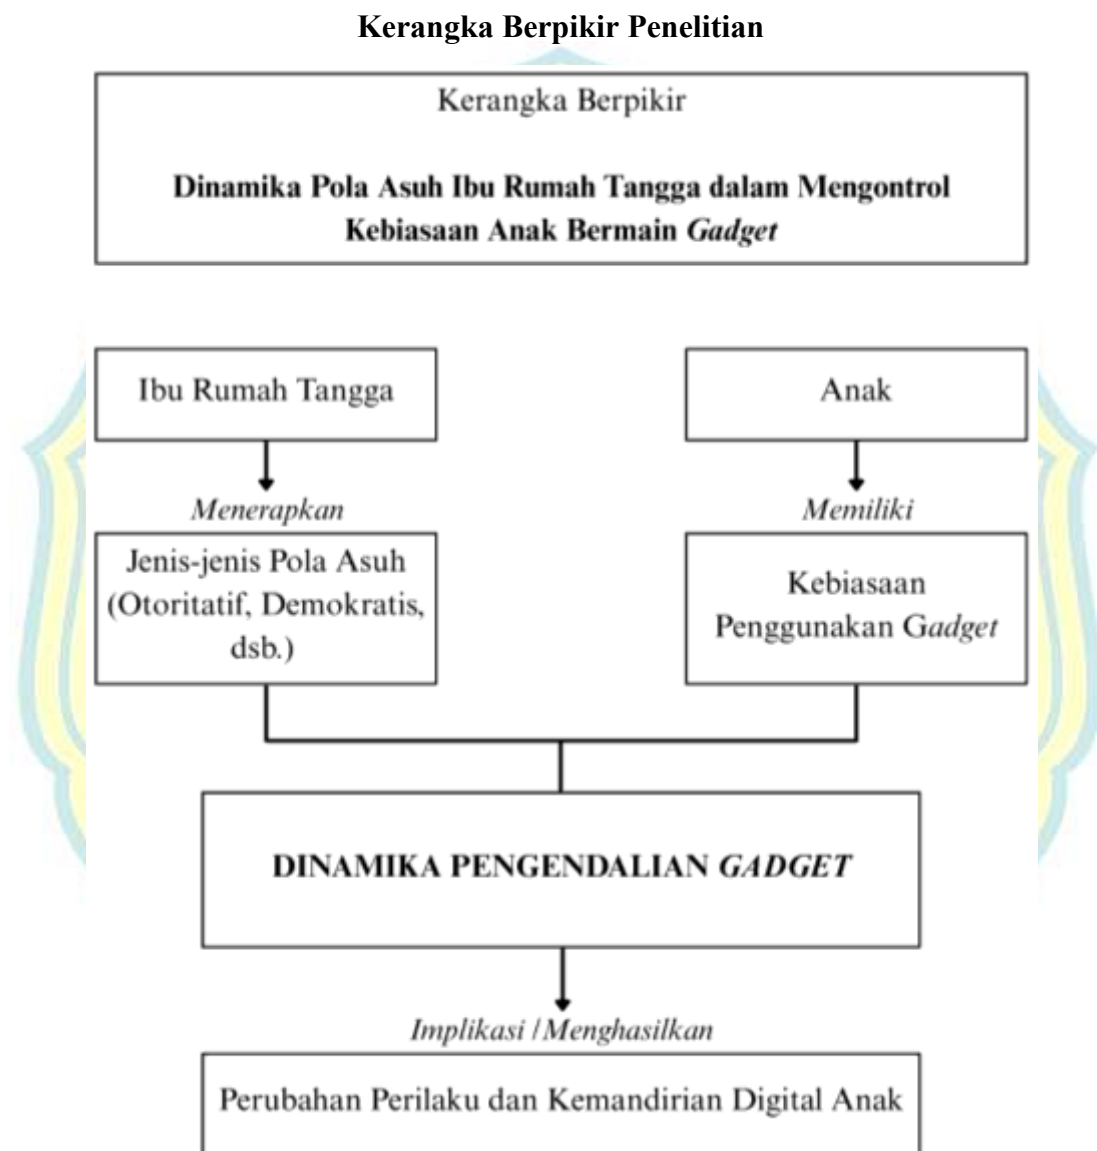 Kerangka Berpikir Penelitian
Kerangka Berpikir
Dinamika Pola Asuh Ibu Rumah Tangga dalam Mengontrol
Kebiasaan Anak Bermain Gadget
Ibu Rumah Tangga
Anak
Menerapkan
Memiliki
Jenis-jenis Pola Asuh
(Otoritatif, Demokratis,
dsb.)
Kebiasaan
Penggunakan Gadget
DINAMIKA PENGENDALIAN GADGET
Implikasi / Menghasilkan
Perubahan Perilaku dan Kemandirian Digital Anak